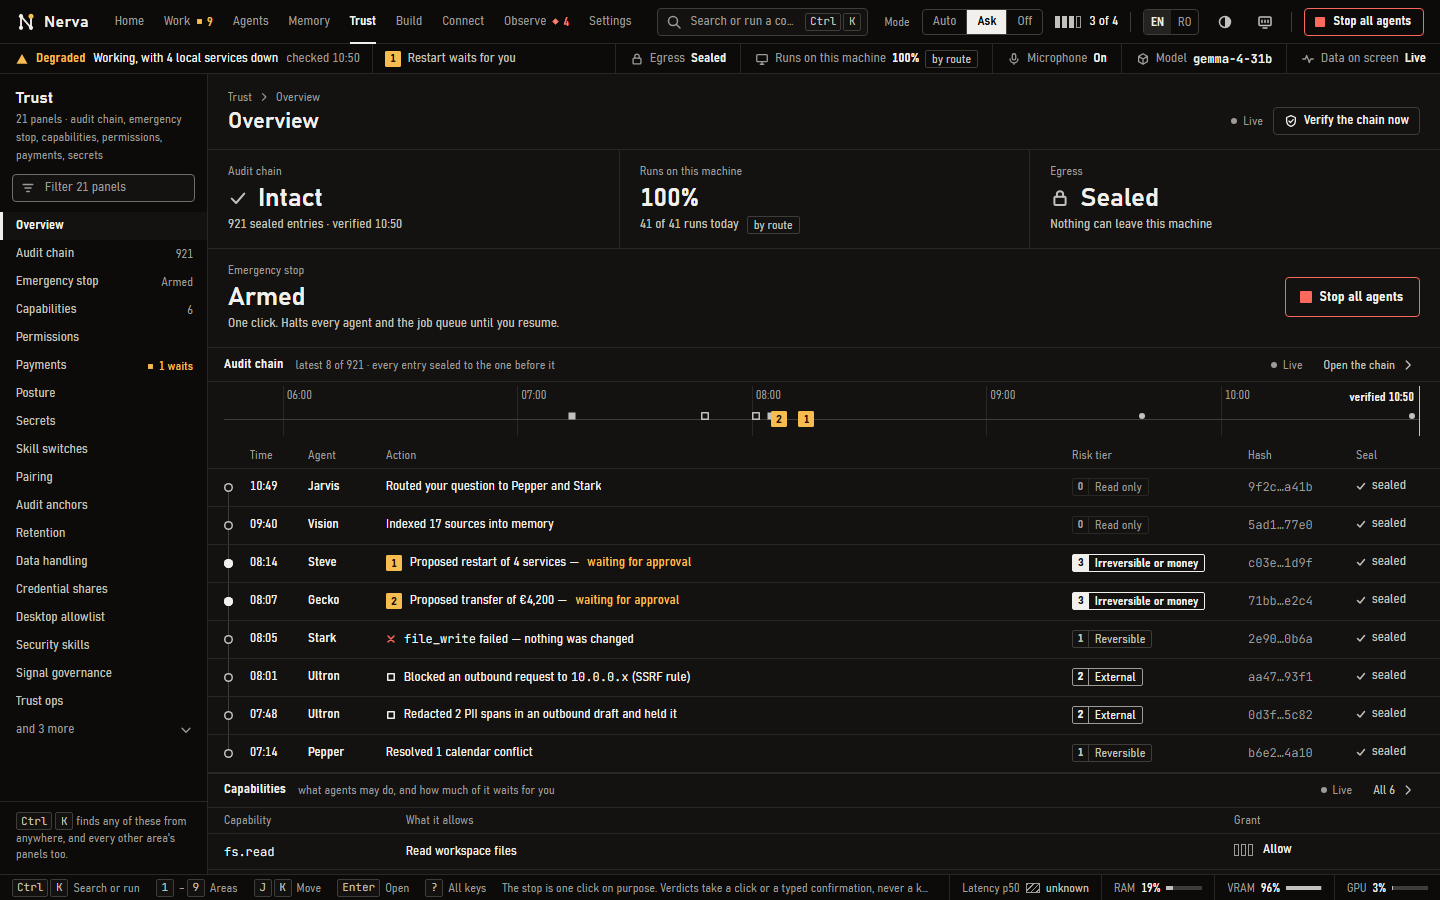 Nerva Home Work 9 Agents Memory Trust Build Connect Observe 4 Settings Search or run a co... Ctrl K Mode Auto Ask Off 3 of 4 EN RO Stop all agents
Degraded Working, with 4 local services down checked 10:50 1 Restart waits for you Egress Sealed Runs on this machine 100% by route Microphone On Model gemma-4-31b Data on screen Live
Trust
21 panels · audit chain, emergency
stop, capabilities, permissions,
payments, secrets
Filter 21 panels
Overview
Audit chain 921
Emergency stop Armed
Capabilities 6
Permissions
Payments 1 waits
Posture
Secrets
Skill switches
Pairing
Audit anchors
Retention
Data handling
Credential shares
Desktop allowlist
Security skills
Signal governance
Trust ops
and 3 more
Ctrl K finds any of these from
anywhere, and every other area's
panels too.
Trust > Overview
Overview
Live Verify the chain now
Audit chain
Intact
921 sealed entries · verified 10:50
Runs on this machine
100%
41 of 41 runs today by route
Egress
Sealed
Nothing can leave this machine
Emergency stop
Armed
One click. Halts every agent and the job queue until you resume.
Stop all agents
Audit chain latest 8 of 921 · every entry sealed to the one before it Live Open the chain
06:00 07:00 08:00 09:00 10:00 verified 10:50
2 1
Time Agent Action Risk tier Hash Seal
10:49 Jarvis Routed your question to Pepper and Stark 0 Read only 9f2c…a41b sealed
09:40 Vision Indexed 17 sources into memory 0 Read only 5ad1…77e0 sealed
08:14 Steve 1 Proposed restart of 4 services — waiting for approval 3 Irreversible or money c03e…1d9f sealed
08:07 Gecko 2 Proposed transfer of €4,200 — waiting for approval 3 Irreversible or money 71bb…e2c4 sealed
08:05 Stark file_write failed — nothing was changed 1 Reversible 2e90…0b6a sealed
08:01 Ultron Blocked an outbound request to 10.0.0.x (SSRF rule) 2 External aa47…93f1 sealed
07:48 Ultron Redacted 2 PII spans in an outbound draft and held it 2 External 0d3f…5c82 sealed
07:14 Pepper Resolved 1 calendar conflict 1 Reversible b6e2…4a10 sealed
Capabilities what agents may do, and how much of it waits for you Live All 6
Capability What it allows Grant
fs.read Read workspace files Allow
Ctrl K Search or run 1 – 9 Areas J K Move Enter Open ? All keys The stop is one click on purpose. Verdicts take a click or a typed confirmation, never a k... Latency p50 unknown RAM 19% VRAM 96% GPU 3%